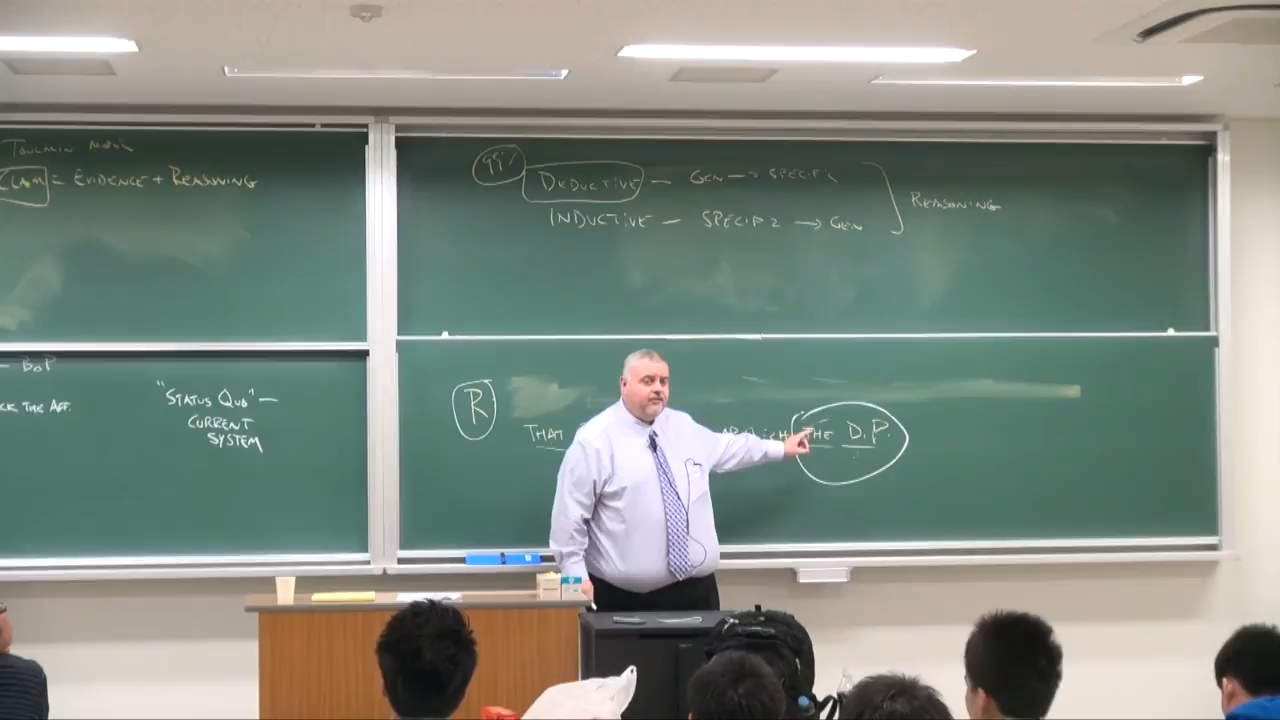 TOULMIN MODEL
CLAIM = EVIDENCE + REASONING
- BOP
CK THE AFF.
"STATUS QUO" -
CURRENT
SYSTEM
99%
DEDUCTIVE - GEN → SPECIFIC
INDUCTIVE - SPECIFIC → GEN
REASONING
R
THAT THE D.P.